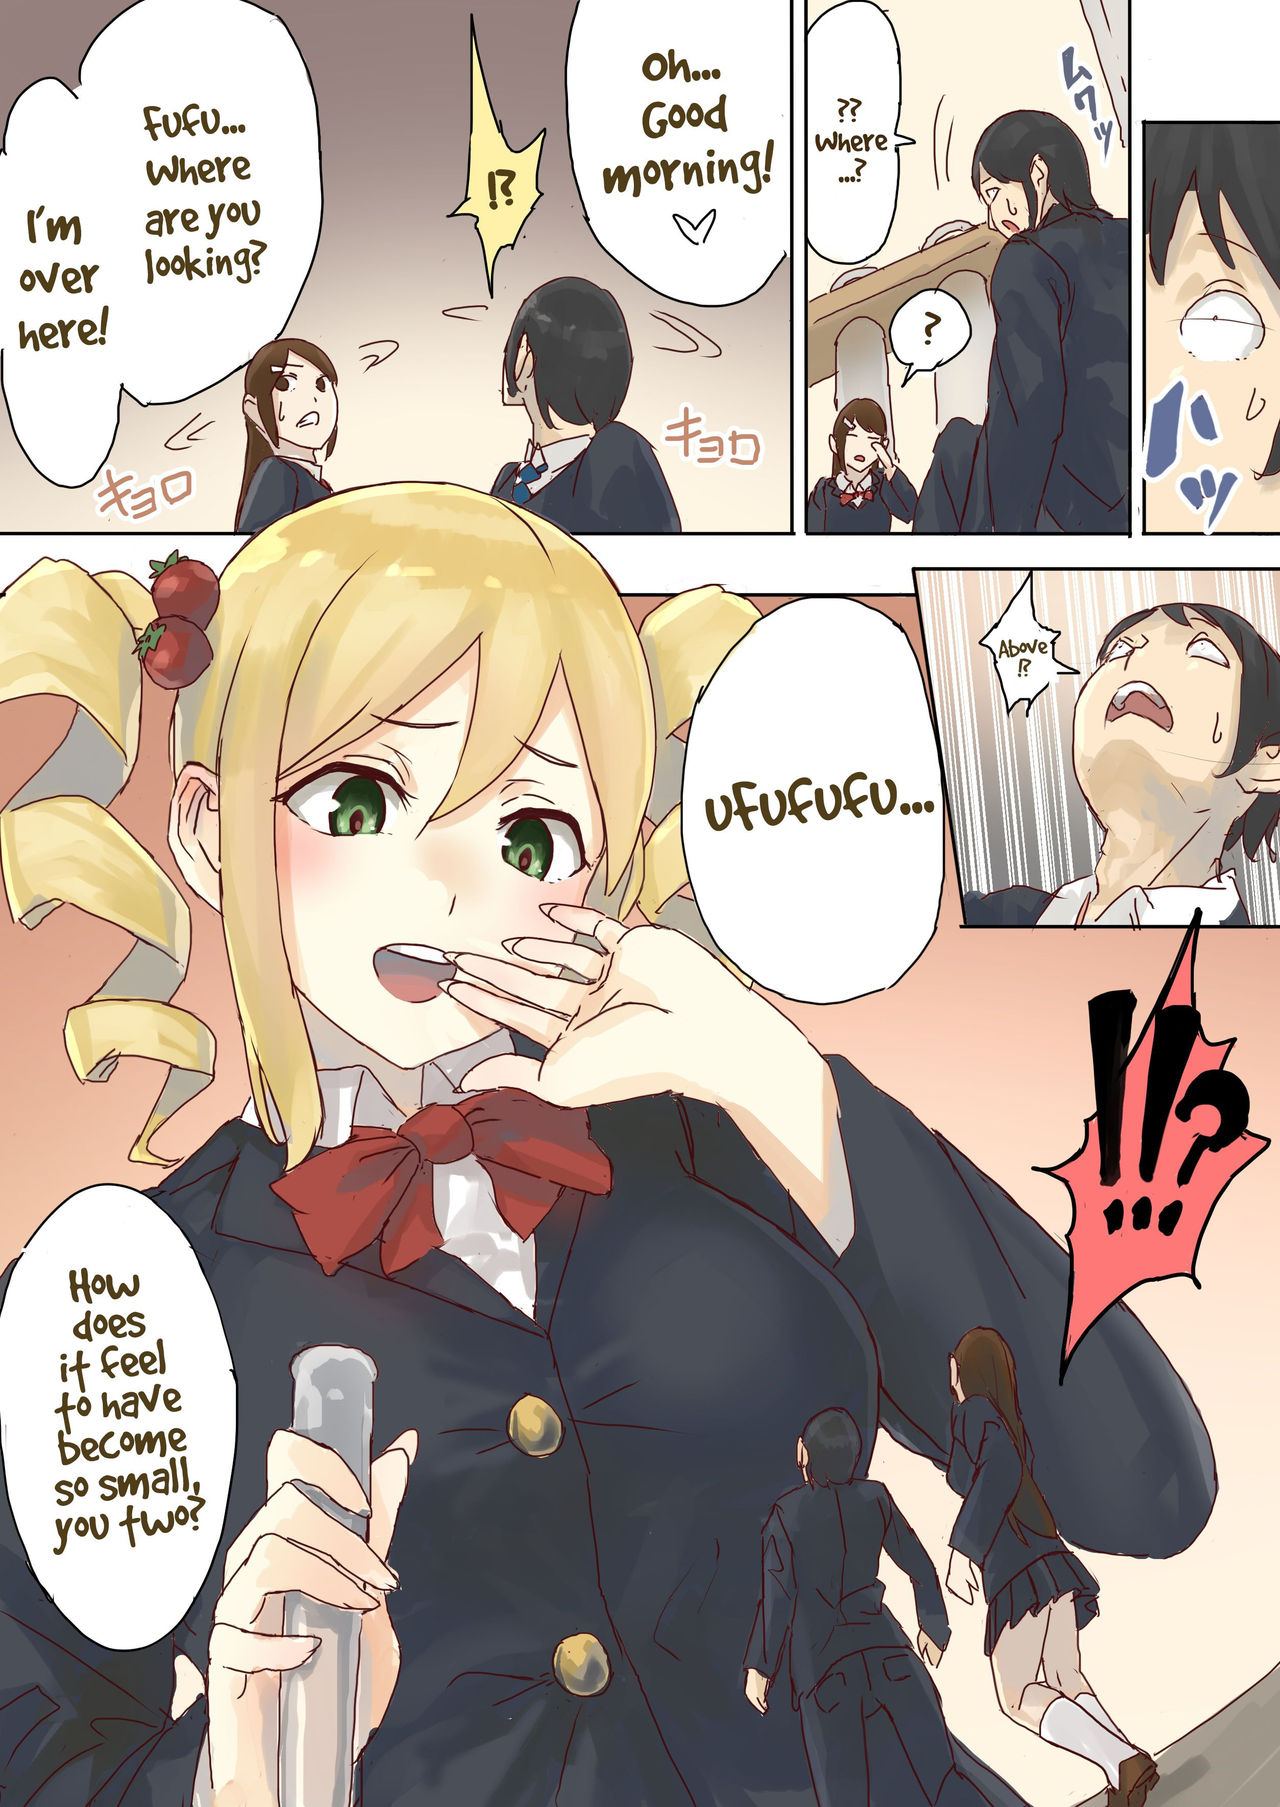 ハッ
ムクッ
??
Where
...?
?
Oh...
Good
morning!
!?
キョロ
Fufu...
Where
are you
looking?
I'm
over
here!
キョロ
Above
!?
ufufufu...
!!?
...
How
does
it feel
to have
become
so small,
you two?